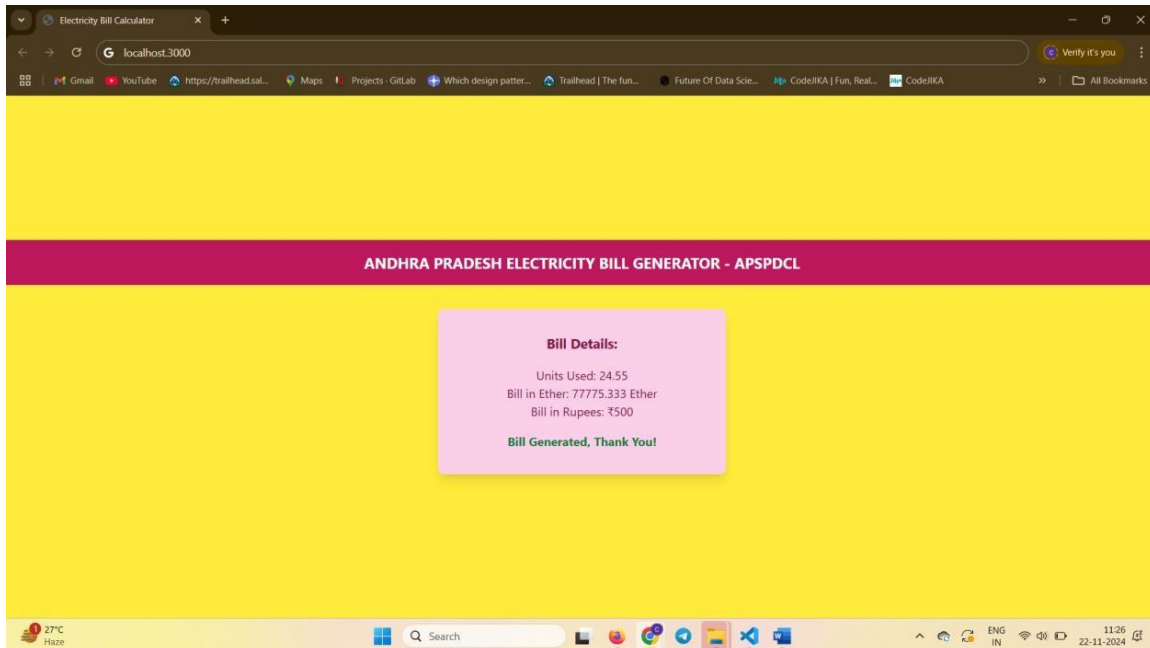 Electricity Bill Calculator
localhost:3000
Verify it's you
Gmail YouTube https://trailhead.sal... Maps Projects · GitLab Which design patter... Trailhead | The fun... Future Of Data Scie... CodeJIKA | Fun, Real... CodeJIKA » All Bookmarks
ANDHRA PRADESH ELECTRICITY BILL GENERATOR - APSPDCL
Bill Details:
Units Used: 24.55
Bill in Ether: 77775.333 Ether
Bill in Rupees: ₹500
Bill Generated, Thank You!
1
27°C
Haze
Search
ENG
IN
11:26
22-11-2024